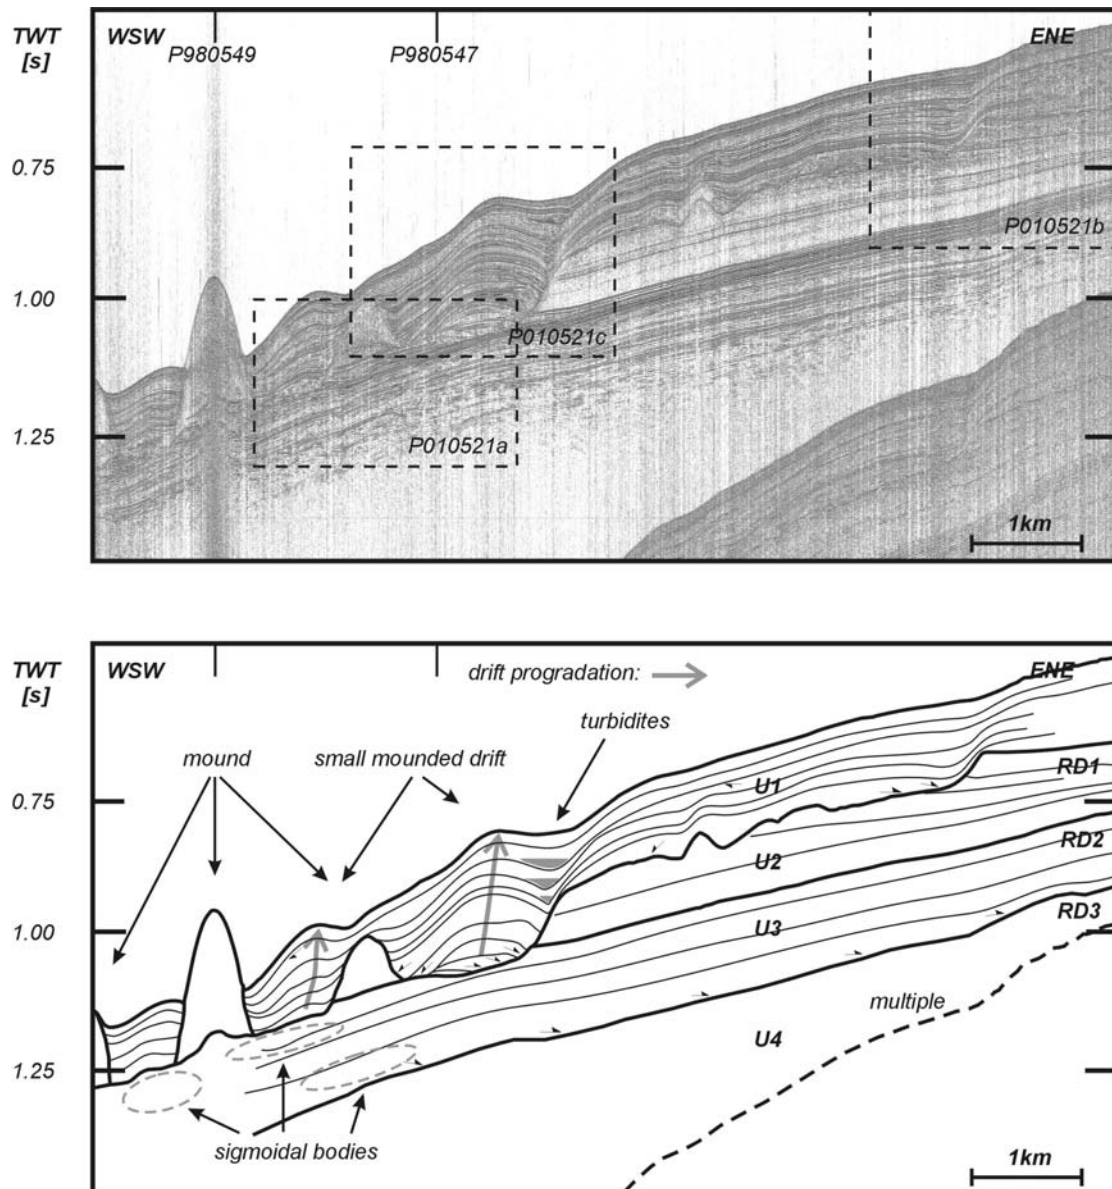 TWT
[s]
WSW
P980549
P980547
ENE
0.75
1.00
1.25
P010521b
P010521c
P010521a
1km
TWT
[s]
WSW
drift progradation:
ENE
turbidites
mound
small mounded drift
0.75
1.00
1.25
U1
RD1
U2
RD2
U3
RD3
multiple
U4
sigmoidal bodies
1km